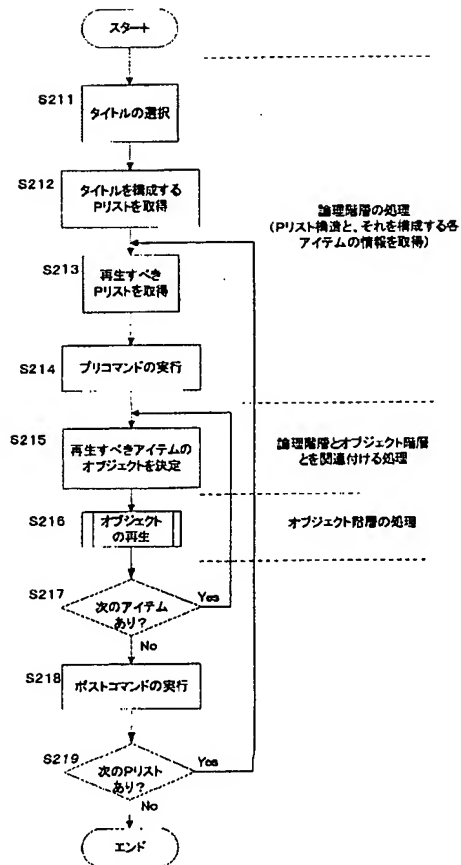 スタート
S211
タイトルの選択
S212
タイトルを構成する
Pリストを取得
論理階層の処理
(Pリスト構造と、それを構成する各
アイテムの情報を取得)
S213
再生すべき
Pリストを取得
S214
プリコマンドの実行
S215
再生すべきアイテムの
オブジェクトを決定
論理階層とオブジェクト階層
とを関連付ける処理
S216
オブジェクト
の再生
オブジェクト階層の処理
S217
次のアイテム
あり?
Yes
No
S218
ポストコマンドの実行
S219
次のPリスト
あり?
Yes
No
エンド